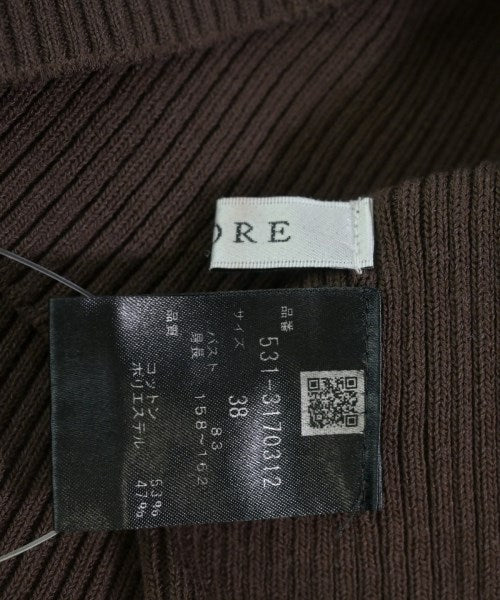 ORE
品番
531-3170312
サイズ
38
バスト 83
身長 158~162
品質
コットン 53%
ポリエステル 47%